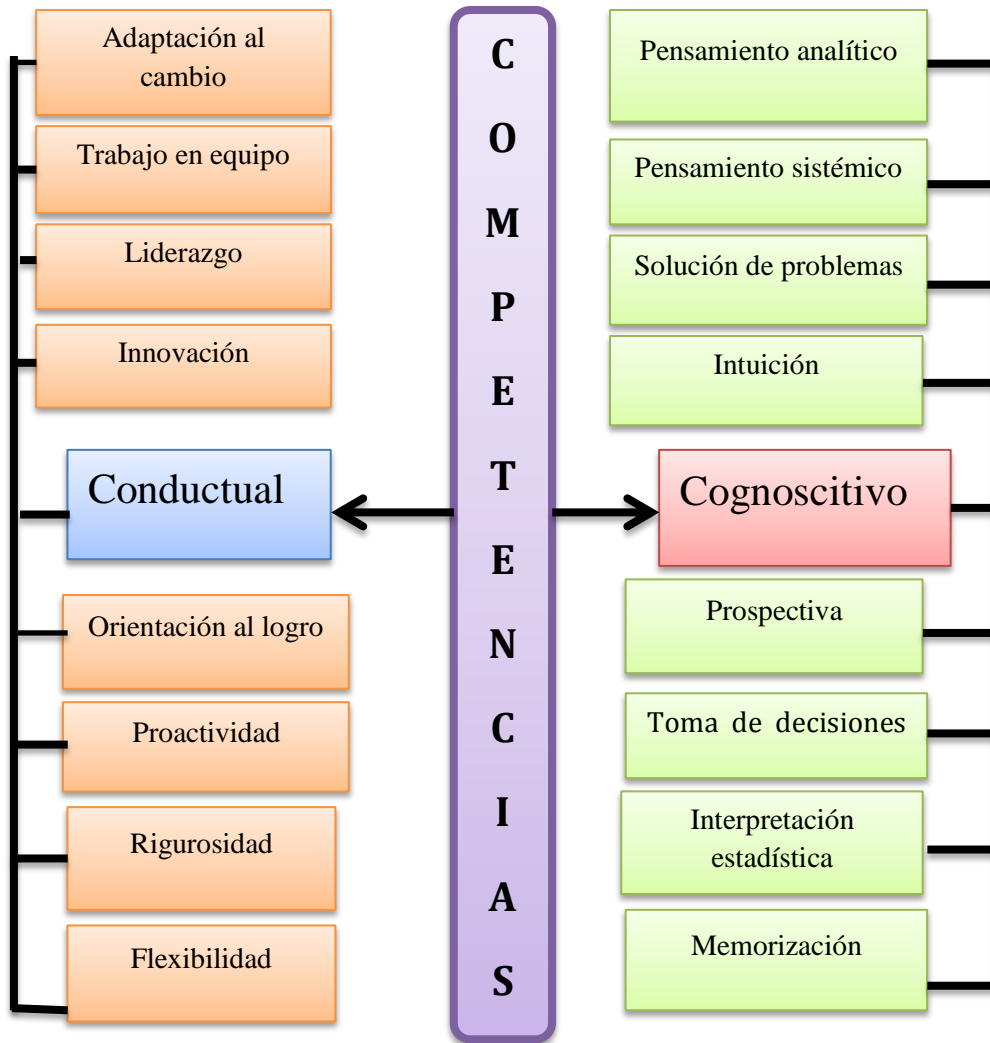 Adaptación al
cambio
Trabajo en equipo
Liderazgo
Innovación
Conductual
Orientación al logro
Proactividad
Rigurosidad
Flexibilidad
C
O
M
P
E
T
E
N
C
I
A
S
Pensamiento analítico
Pensamiento sistémico
Solución de problemas
Intuición
Cognoscitivo
Prospectiva
Toma de decisiones
Interpretación
estadística
Memorización